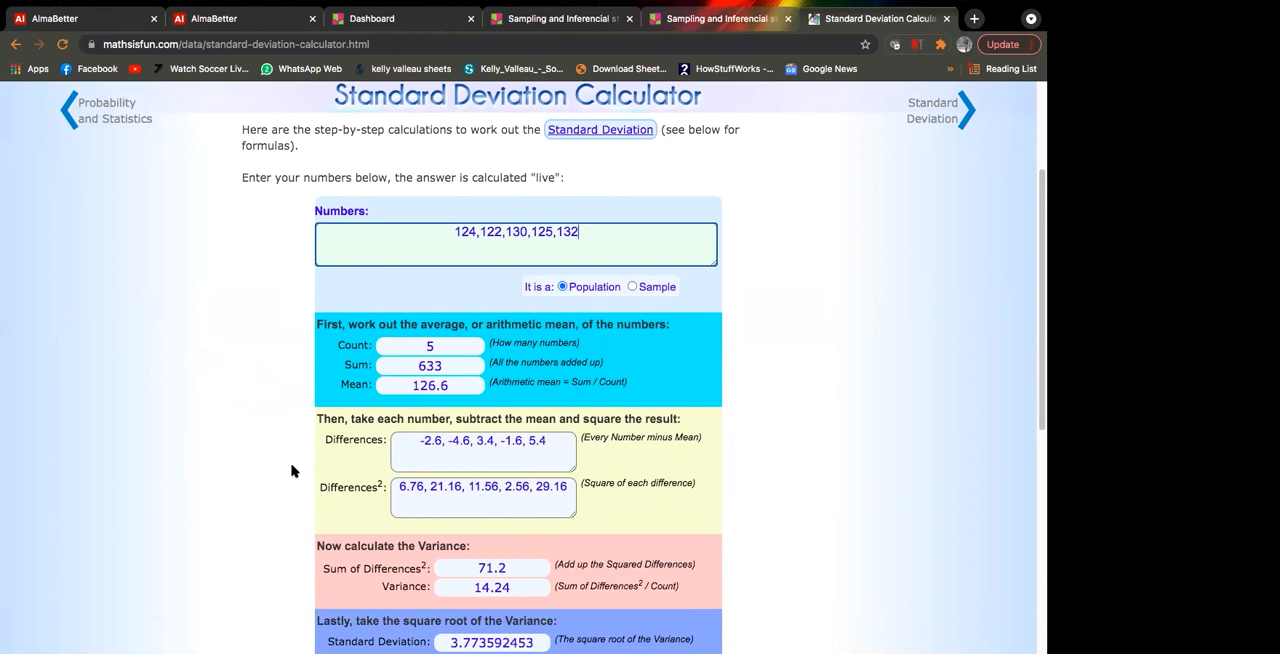 AlmaBetter
AlmaBetter
Dashboard
Sampling and Inferencial st
Sampling and Inferencial st
Standard Deviation Calcula
mathsisfun.com/data/standard-deviation-calculator.html
Update
Apps
Facebook
Watch Soccer Liv...
WhatsApp Web
kelly valleau sheets
Kelly_Valleau_-_So...
Download Sheet...
HowStuffWorks -...
Google News
»
Reading List
Probability
and Statistics
Standard Deviation Calculator
Standard
Deviation
Here are the step-by-step calculations to work out the Standard Deviation (see below for
formulas).
Enter your numbers below, the answer is calculated "live":
Numbers:
124,122,130,125,132
It is a: Population Sample
First, work out the average, or arithmetic mean, of the numbers:
Count: 5 (How many numbers)
Sum: 633 (All the numbers added up)
Mean: 126.6 (Arithmetic mean = Sum / Count)
Then, take each number, subtract the mean and square the result:
Differences: -2.6, -4.6, 3.4, -1.6, 5.4 (Every Number minus Mean)
Differences²: 6.76, 21.16, 11.56, 2.56, 29.16 (Square of each difference)
Now calculate the Variance:
Sum of Differences²: 71.2 (Add up the Squared Differences)
Variance: 14.24 (Sum of Differences² / Count)
Lastly, take the square root of the Variance:
Standard Deviation: 3.773592453 (The square root of the Variance)